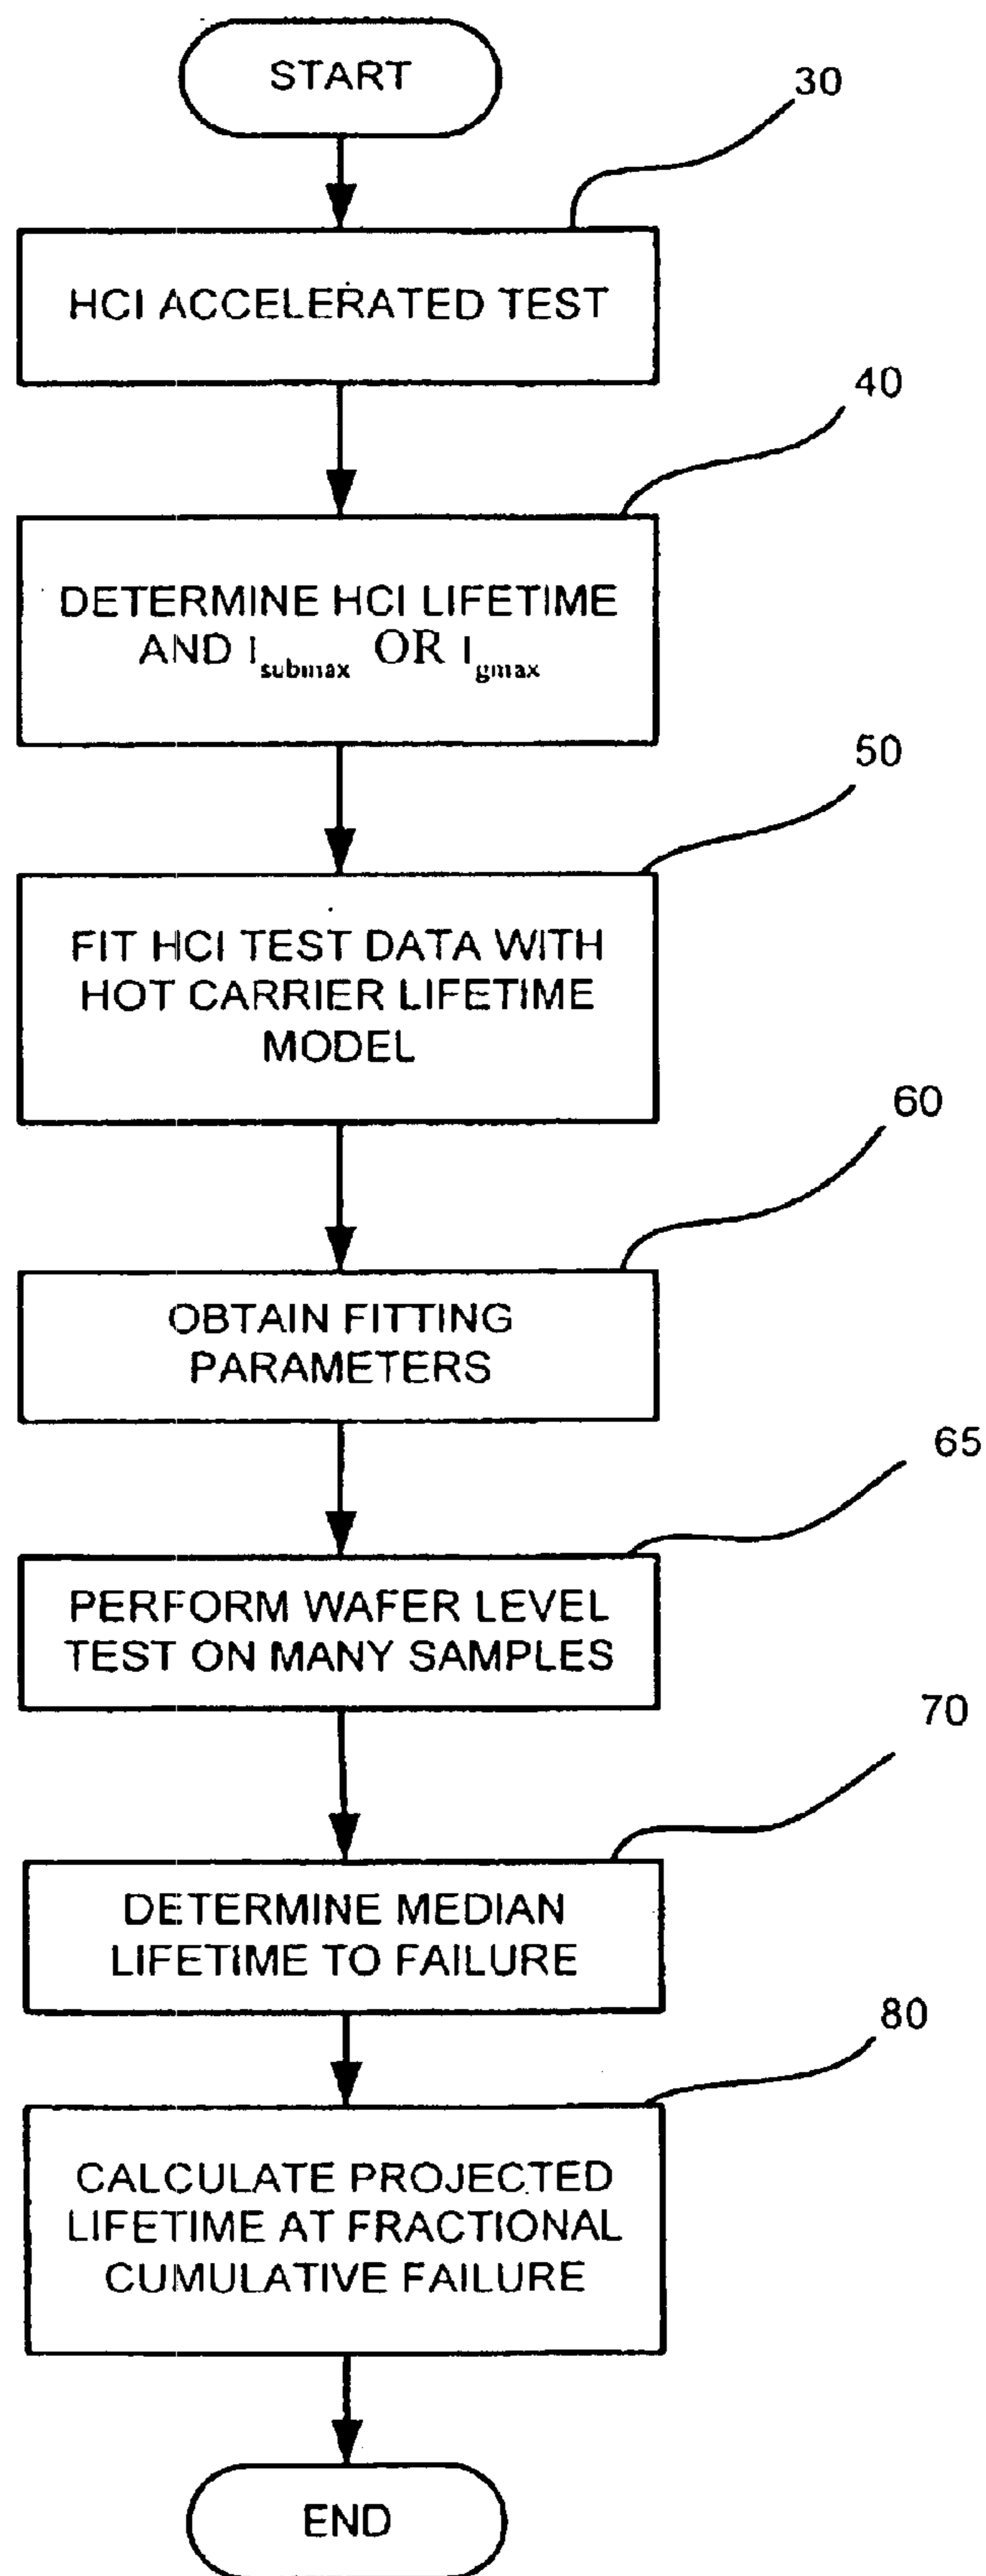 START
30
HCI ACCELERATED TEST
40
DETERMINE HCI LIFETIME
AND I_submax OR I_gmax
50
FIT HCI TEST DATA WITH
HOT CARRIER LIFETIME
MODEL
60
OBTAIN FITTING
PARAMETERS
65
PERFORM WAFER LEVEL
TEST ON MANY SAMPLES
70
DETERMINE MEDIAN
LIFETIME TO FAILURE
80
CALCULATE PROJECTED
LIFETIME AT FRACTIONAL
CUMULATIVE FAILURE
END